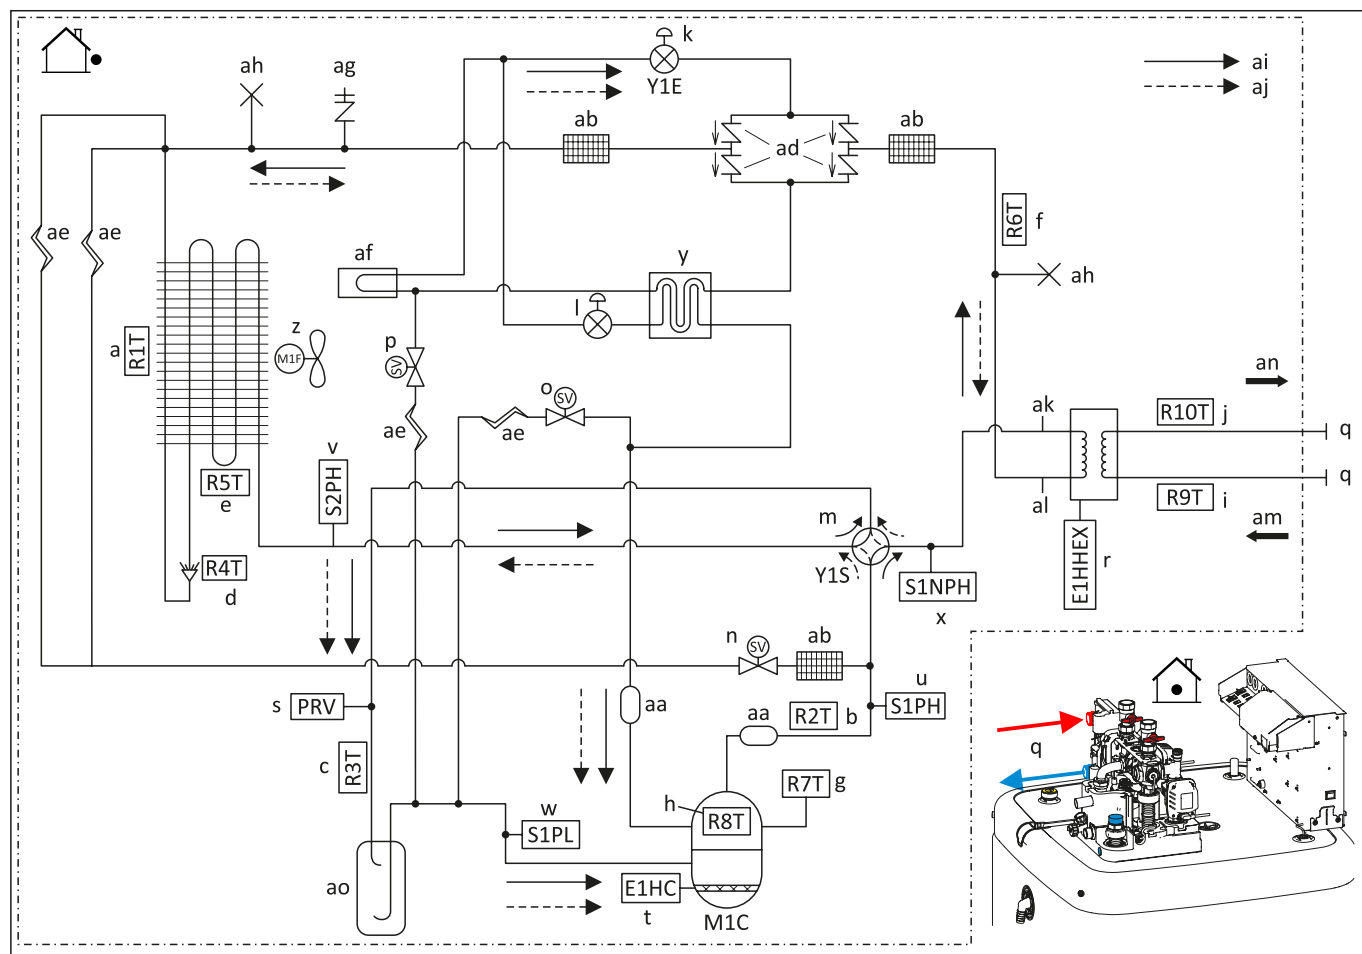 k
ah
ag
ai
Y1E
aj
ab
ab
ad
ae
ae
R6T
f
af
y
ah
l
z
p
a
R1T
M1F
SV
an
o
SV
ak
R10T
j
q
ae
ae
v
R5T
S2PH
q
e
al
R9T
i
m
am
R4T
Y1S
E1HHEX
r
d
S1NPH
x
n
SV
ab
u
s
PRV
aa
aa
R2T
b
S1PH
q
c
R3T
R7T
g
w
h
R8T
S1PL
ao
E1HC
t
M1C